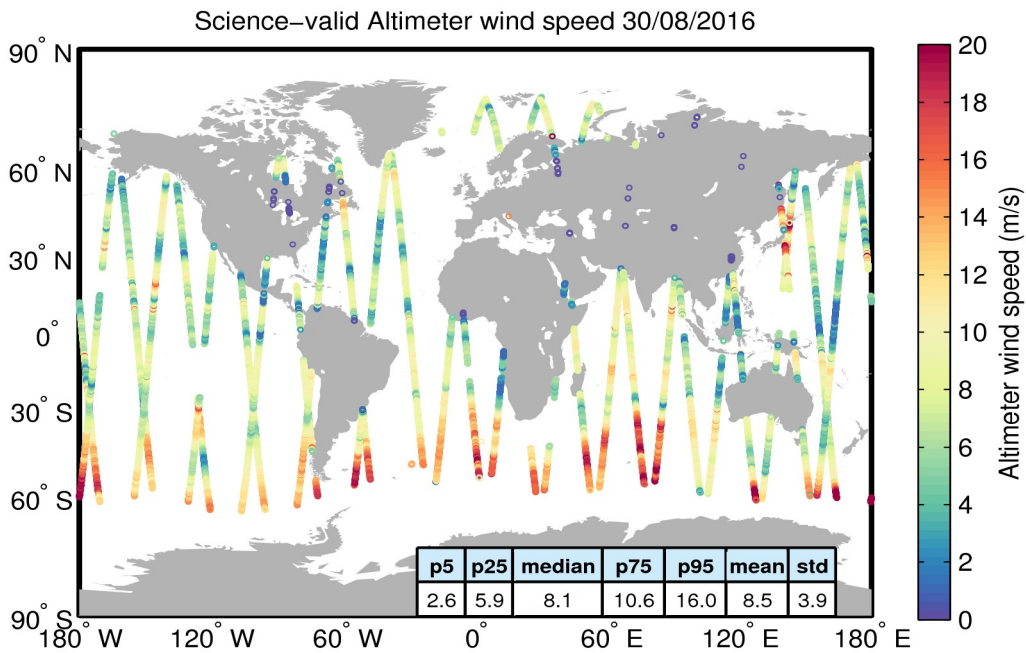 Science−valid Altimeter wind speed 30/08/2016
90° N
60° N
30° N
0°
30° S
60° S
90° S
180° W
120° W
60° W
0°
60° E
120° E
180° E
p5 p25 median p75 p95 mean std
2.6 5.9 8.1 10.6 16.0 8.5 3.9
20
18
16
14
12
10
8
6
4
2
0
Altimeter wind speed (m/s)